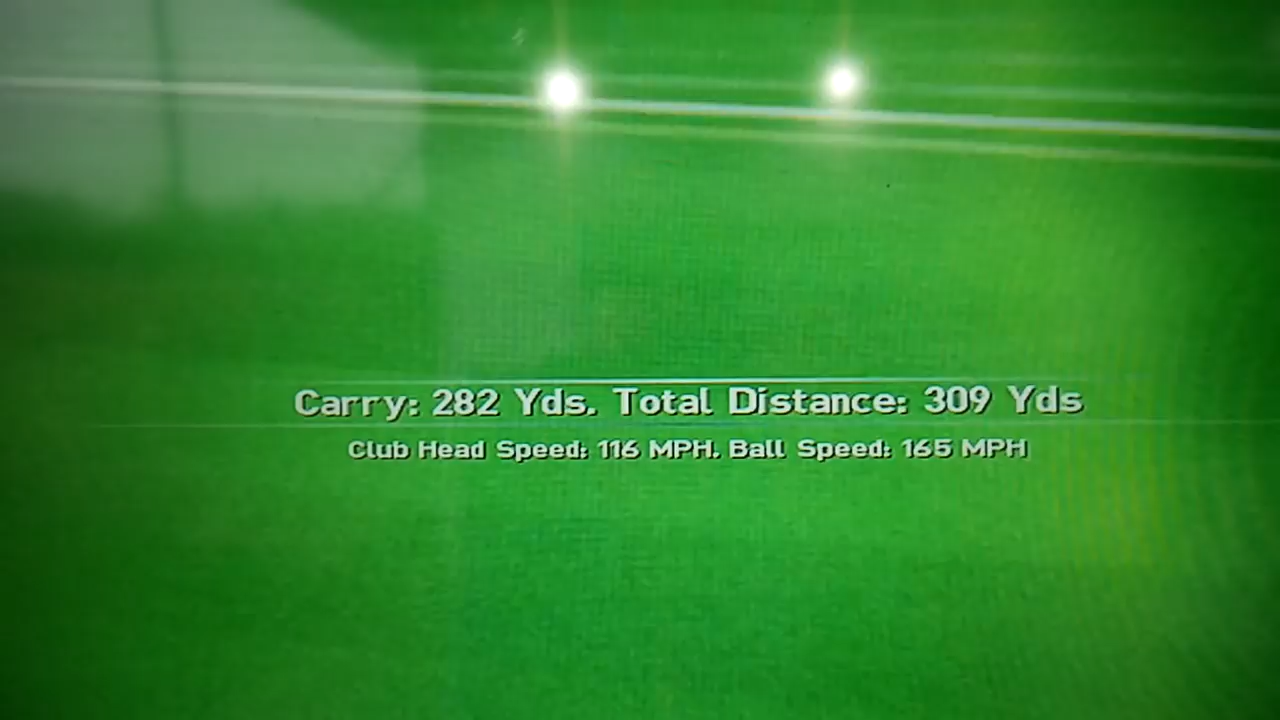 Carry: 282 Yds. Total Distance: 309 Yds
Club Head Speed: 116 MPH. Ball Speed: 165 MPH